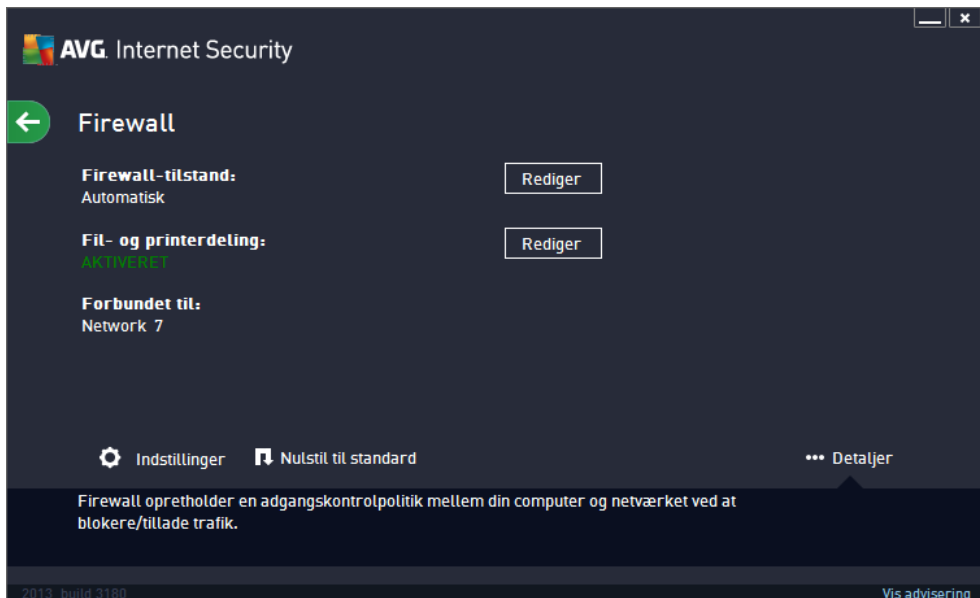 AVG. Internet Security
Firewall
Firewall-tilstand:
Automatisk
Rediger
Fil- og printerdeling:
AKTIVERET
Rediger
Forbundet til:
Network 7
Indstillinger
Nulstil til standard
Detaljer
Firewall opretholder en adgangskontrolpolitik mellem din computer og netværket ved at
blokere/tillade trafik.
2013 build 3180
Vis advisering